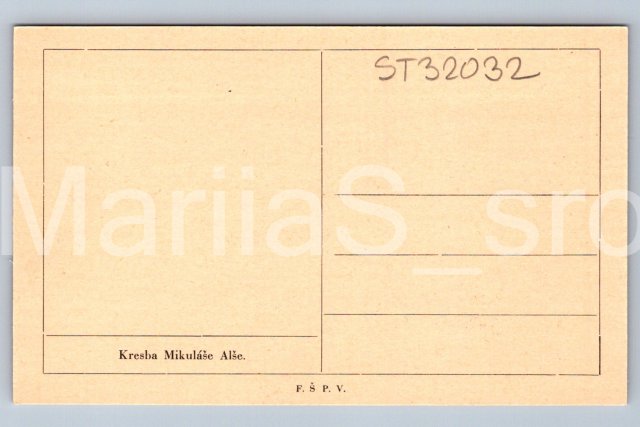 ST32032
MariiaS_sro
Kresba Mikuláše Alše.
F. Š P. V.